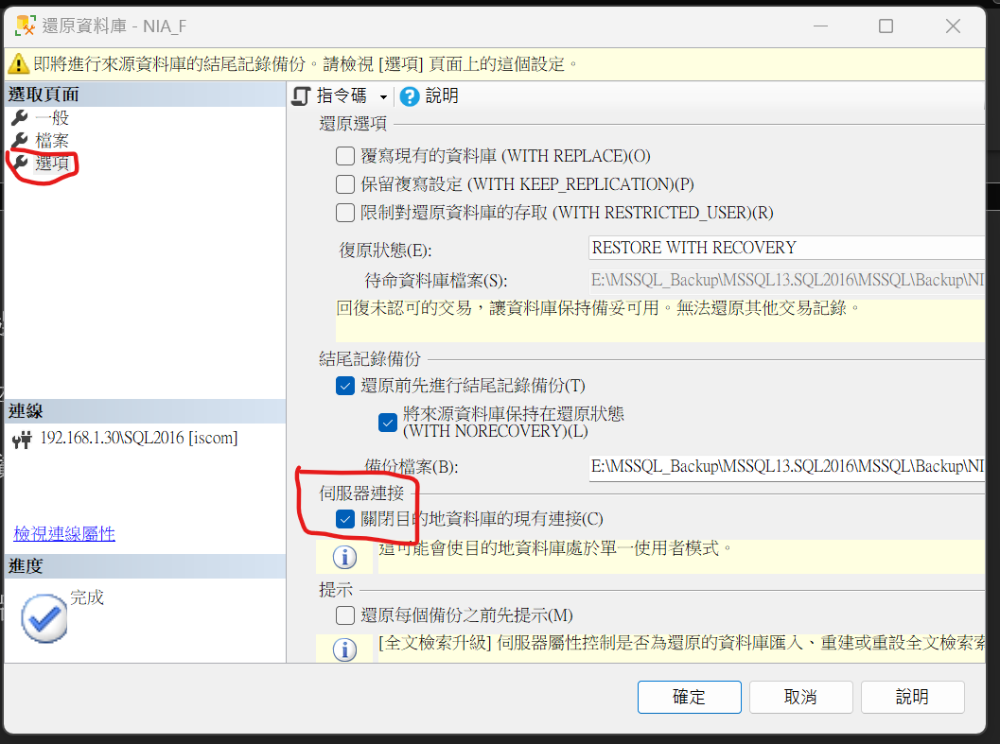 還原資料庫 - NIA_F
即將進行來源資料庫的結尾記錄備份。請檢視 [選項] 頁面上的這個設定。
選取頁面
一般
檔案
選項
連線
192.168.1.30\SQL2016 [iscom]
檢視連線屬性
進度
完成
指令碼
說明
還原選項
覆寫現有的資料庫 (WITH REPLACE)(O)
保留複寫設定 (WITH KEEP_REPLICATION)(P)
限制對還原資料庫的存取 (WITH RESTRICTED_USER)(R)
復原狀態(E):
RESTORE WITH RECOVERY
待命資料庫檔案(S):
E:\MSSQL_Backup\MSSQL13.SQL2016\MSSQL\Backup\NI
回復未認可的交易，讓資料庫保持備妥可用。無法還原其他交易記錄。
結尾記錄備份
還原前先進行結尾記錄備份(T)
將來源資料庫保持在還原狀態
(WITH NORECOVERY)(L)
備份檔案(B):
E:\MSSQL_Backup\MSSQL13.SQL2016\MSSQL\Backup\NI
伺服器連接
關閉目的地資料庫的現有連接(C)
這可能會使目的地資料庫處於單一使用者模式。
提示
還原每個備份之前先提示(M)
[全文檢索升級] 伺服器屬性控制是否為還原的資料庫匯入、重建或重設全文檢索索
確定
取消
說明